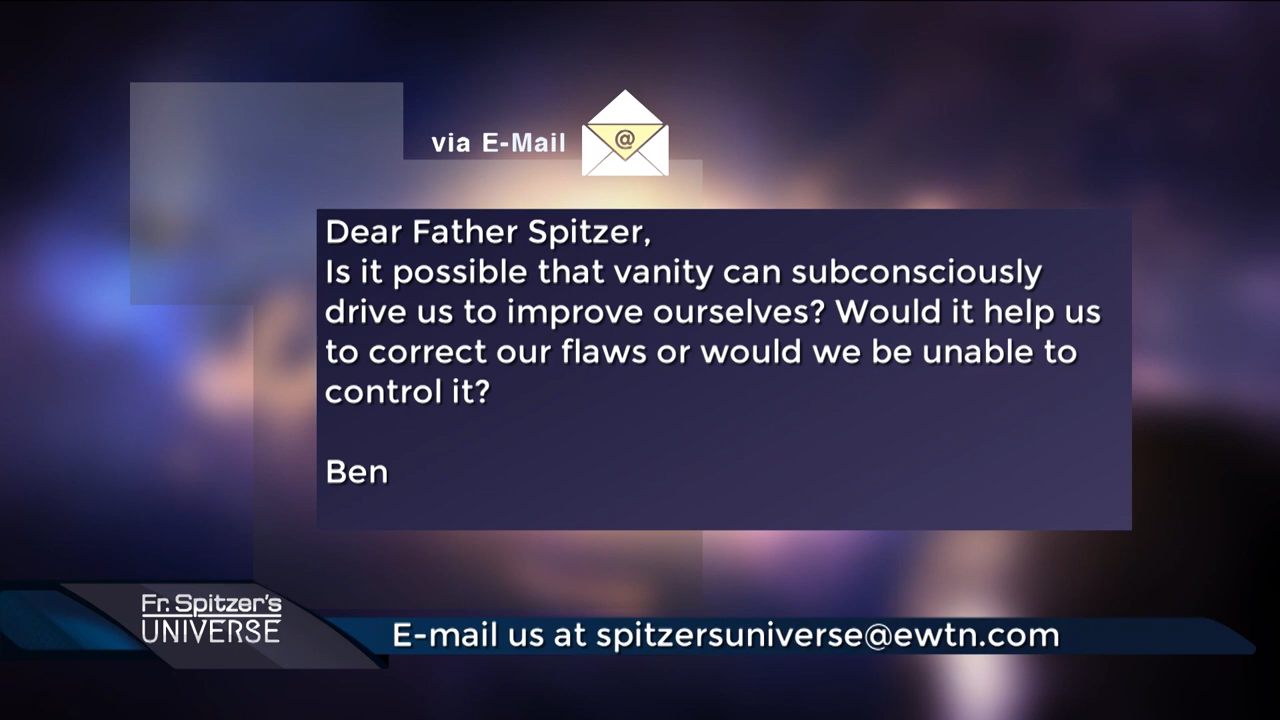 via E-Mail
@
Dear Father Spitzer,
Is it possible that vanity can subconsciously
drive us to improve ourselves? Would it help us
to correct our flaws or would we be unable to
control it?
Ben
Fr. Spitzer's
UNIVERSE
E-mail us at spitzersuniverse@ewtn.com